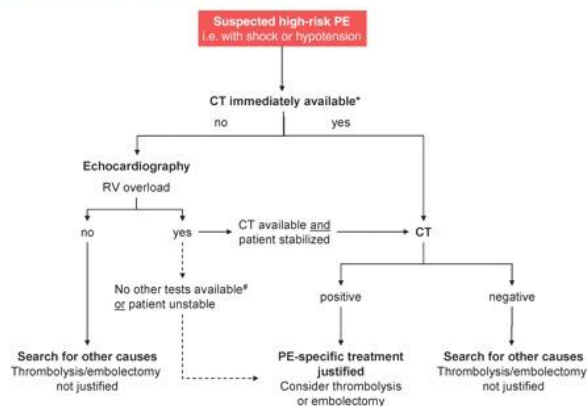 Suspected high-risk PE
i.e. with shock or hypotension
CT immediately available*
no
yes
Echocardiography
RV overload
no
yes
CT available and
patient stabilized
CT
No other tests available#
or patient unstable
positive
negative
Search for other causes
Thrombolysis/embolectomy
not justified
PE-specific treatment
justified
Consider thrombolysis
or embolectomy
Search for other causes
Thrombolysis/embolectomy
not justified